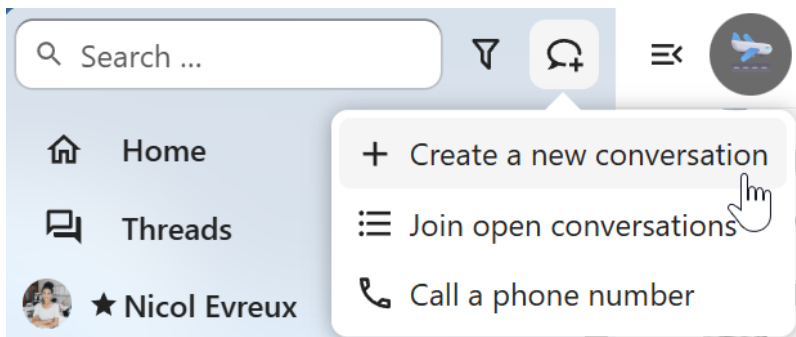 Search ...
Home
Threads
Nicol Evreux
Create a new conversation
Join open conversations
Call a phone number